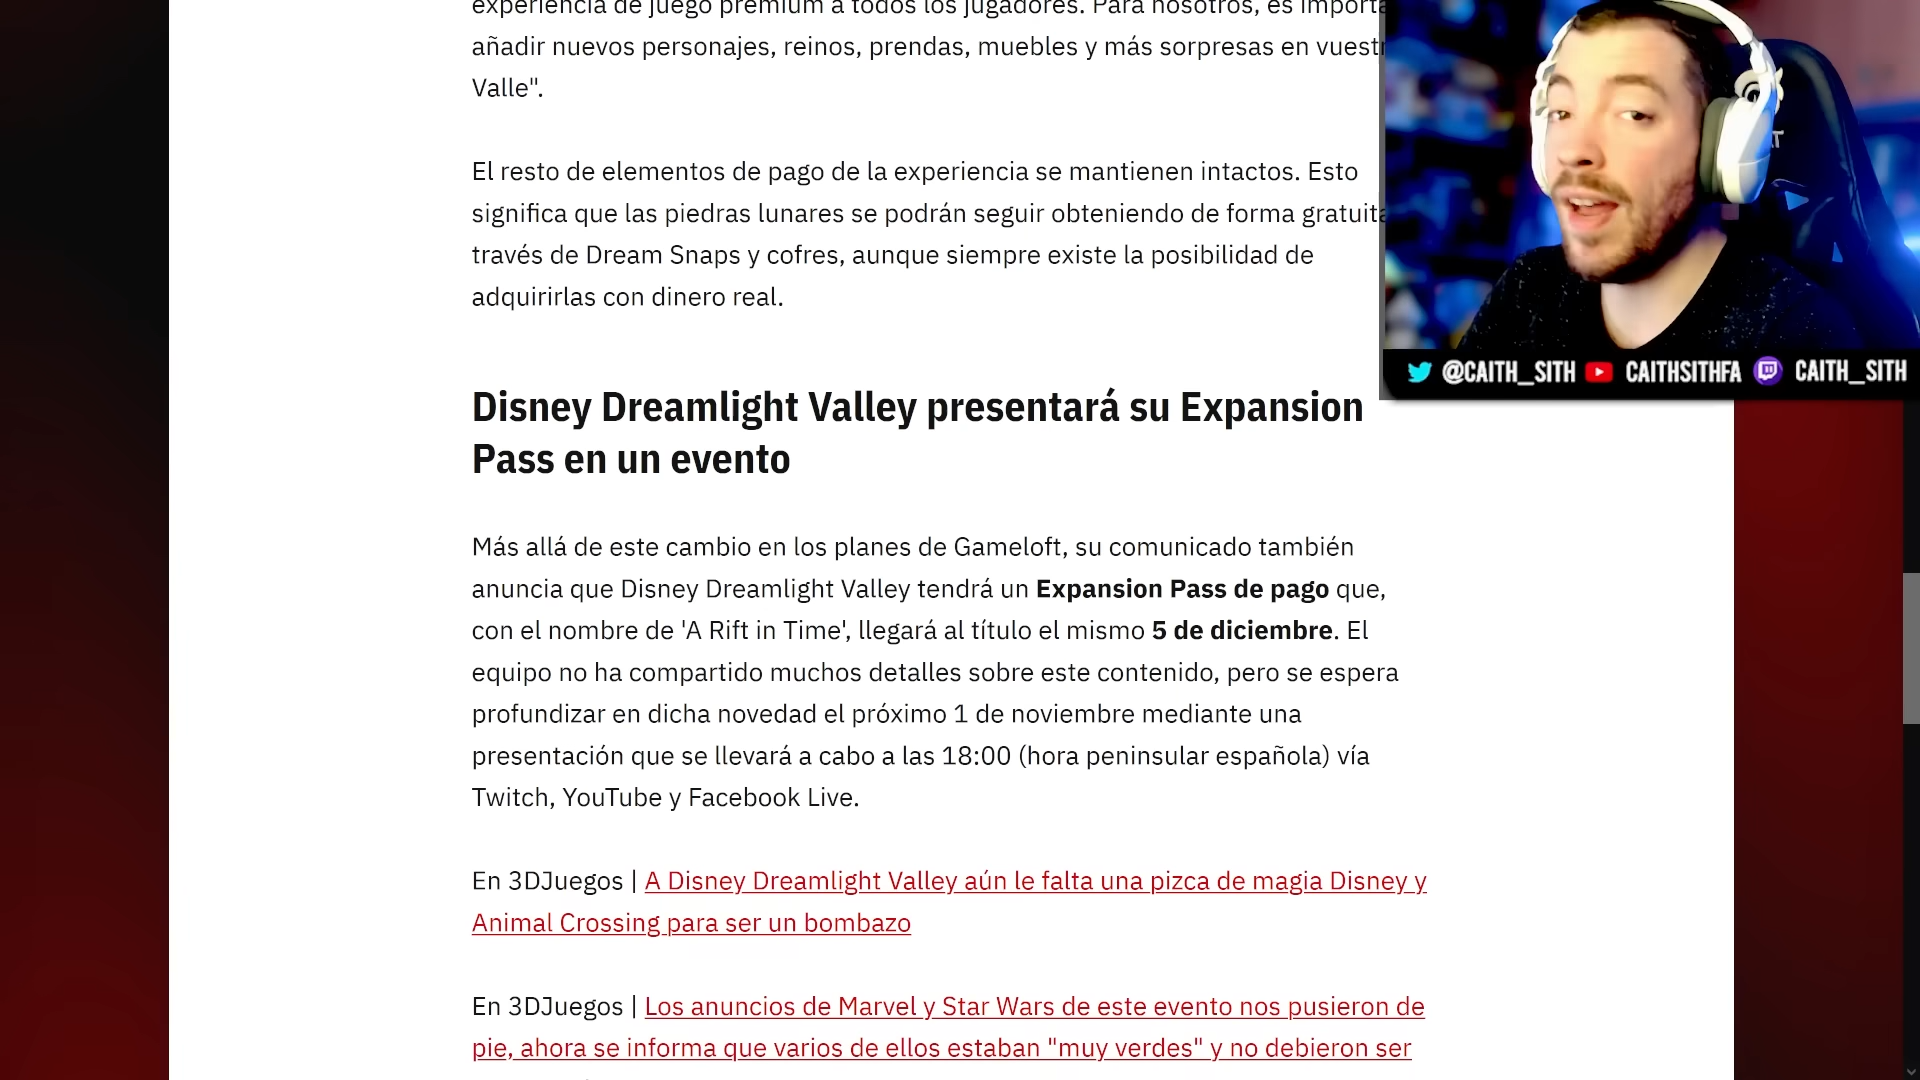 experiencia de juego premium a todos los jugadores. Para nosotros, es
añadir nuevos personajes, reinos, prendas, muebles y más sorpresas en
Valle".
El resto de elementos de pago de la experiencia se mantienen intactos. Esto
significa que las piedras lunares se podrán seguir obteniendo de forma
través de Dream Snaps y cofres, aunque siempre existe la posibilidad de
adquirirlas con dinero real.
@CAITH_SITH CAITHSITHFA CAITH_SITH
Disney Dreamlight Valley presentará su Expansion
Pass en un evento
Más allá de este cambio en los planes de Gameloft, su comunicado también
anuncia que Disney Dreamlight Valley tendrá un Expansion Pass de pago que,
con el nombre de 'A Rift in Time', llegará al título el mismo 5 de diciembre. El
equipo no ha compartido muchos detalles sobre este contenido, pero se espera
profundizar en dicha novedad el próximo 1 de noviembre mediante una
presentación que se llevará a cabo a las 18:00 (hora peninsular española) vía
Twitch, YouTube y Facebook Live.
En 3DJuegos | A Disney Dreamlight Valley aún le falta una pizca de magia Disney y
Animal Crossing para ser un bombazo
En 3DJuegos | Los anuncios de Marvel y Star Wars de este evento nos pusieron de
pie, ahora se informa que varios de ellos estaban "muy verdes" y no debieron ser